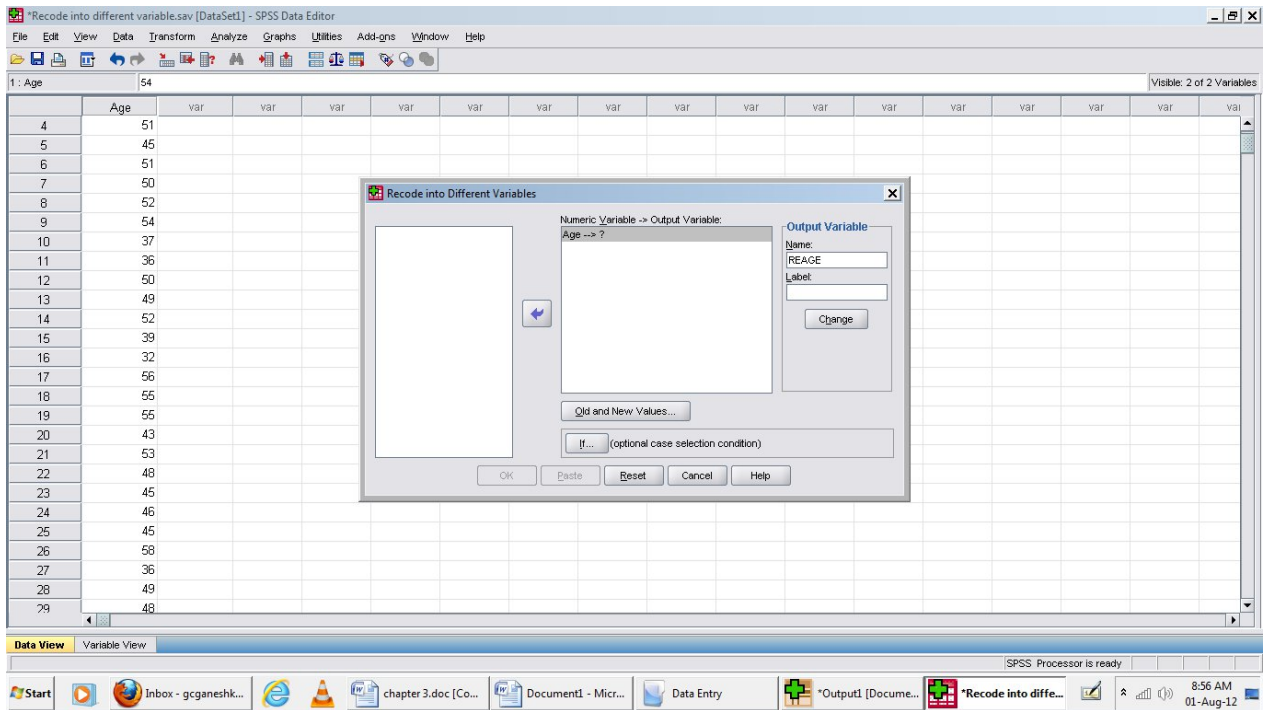 *Recode into different variable.sav [DataSet1] - SPSS Data Editor
File Edit View Data Transform Analyze Graphs Utilities Add-ons Window Help
1 : Age 54 Visible: 2 of 2 Variables
Age var var var var var var var var var var var var var var var var
4 51
5 45
6 51
7 50
8 52
9 54
10 37
11 36
12 50
13 49
14 52
15 39
16 32
17 56
18 55
19 55
20 43
21 53
22 48
23 45
24 46
25 45
26 58
27 36
28 49
29 48
Recode into Different Variables
Numeric Variable -> Output Variable:
Age --> ?
Output Variable
Name:
REAGE
Label:
Change
Old and New Values...
If... (optional case selection condition)
OK Paste Reset Cancel Help
Data View Variable View
SPSS Processor is ready
Start Inbox - gcganeshk... chapter 3.doc [Co... Document1 - Micr... Data Entry *Output1 [Docume... *Recode into diffe... 8:56 AM
01-Aug-12